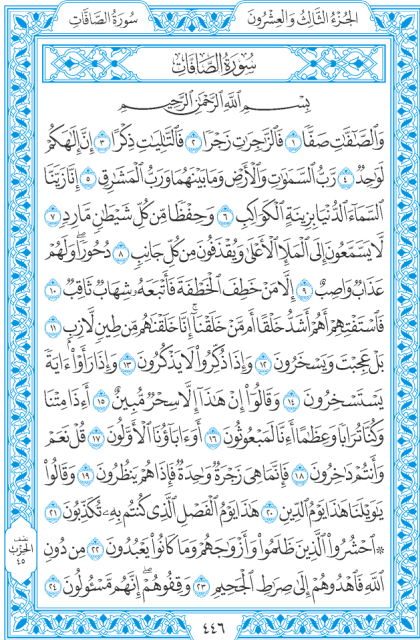 سُورَةُ الصَّافَّاتِ
الجُزْءُ الثَّالِثُ وَالعِشْرُونَ
سُورَةُ الصَّافَّاتِ
بِسْمِ اللَّهِ الرَّحْمَٰنِ الرَّحِيمِ
وَالصَّٰٓفَّٰتِ صَفًّا ١ فَالزَّٰجِرَٰتِ زَجْرًا ٢ فَالتَّٰلِيَٰتِ ذِكْرًا ٣ إِنَّ إِلَٰهَكُمْ
لَوَٰحِدٌ ٤ رَّبُّ السَّمَٰوَٰتِ وَالْأَرْضِ وَمَا بَيْنَهُمَا وَرَبُّ الْمَشَٰرِقِ ٥ إِنَّا زَيَّنَّا
السَّمَآءَ الدُّنْيَا بِزِينَةٍ الْكَوَاكِبِ ٦ وَحِفْظًا مِّن كُلِّ شَيْطَٰنٍ مَّارِدٍ ٧
لَّا يَسَّمَّعُونَ إِلَى الْمَلَإِ الْأَعْلَىٰ وَيُقْذَفُونَ مِن كُلِّ جَانِبٍ ٨ دُحُورًا ۖ وَلَهُمْ
عَذَابٌ وَاصِبٌ ٩ إِلَّا مَنْ خَطِفَ الْخَطْفَةَ فَأَتْبَعَهُۥ شِهَابٌ ثَاقِبٌ ١٠
فَاسْتَفْتِهِمْ أَهُمْ أَشَدُّ خَلْقًا أَم مَّنْ خَلَقْنَآ ۚ إِنَّا خَلَقْنَٰهُم مِّن طِينٍ لَّازِبٍۭ ١١
بَلْ عَجِبْتَ وَيَسْخَرُونَ ١٢ وَإِذَا ذُكِّرُوا۟ لَا يَذْكُرُونَ ١٣ وَإِذَا رَأَوْا۟ ءَايَةً
يَسْتَسْخِرُونَ ١٤ وَقَالُوٓا۟ إِنْ هَٰذَآ إِلَّا سِحْرٌ مُّبِينٌ ١٥ أَءِذَا مِتْنَا
وَكُنَّا تُرَابًا وَعِظَٰمًا أَءِنَّا لَمَبْعُوثُونَ ١٦ أَوَءَابَآؤُنَا الْأَوَّلُونَ ١٧ قُلْ نَعَمْ
وَأَنتُمْ دَٰخِرُونَ ١٨ فَإِنَّمَا هِىَ زَجْرَةٌ وَٰحِدَةٌ فَإِذَا هُمْ يَنظُرُونَ ١٩ وَقَالُوا۟
يَٰوَيْلَنَا هَٰذَا يَوْمُ الدِّينِ ٢٠ هَٰذَا يَوْمُ الْفَصْلِ الَّذِى كُنتُم بِهِۦ تُكَذِّبُونَ ٢١
۞ احْشُرُوا۟ الَّذِينَ ظَلَمُوا۟ وَأَزْوَٰجَهُمْ وَمَا كَانُوا۟ يَعْبُدُونَ ٢٢ مِن دُونِ
اللَّهِ فَاهْدُوهُمْ إِلَىٰ صِرَٰطِ الْجَحِيمِ ٢٣ وَقِفُوهُمْ ۖ إِنَّهُم مَّسْـُٔولُونَ ٢٤
نِصْفُ
الحِزْبِ
٤٥
٤٤٦